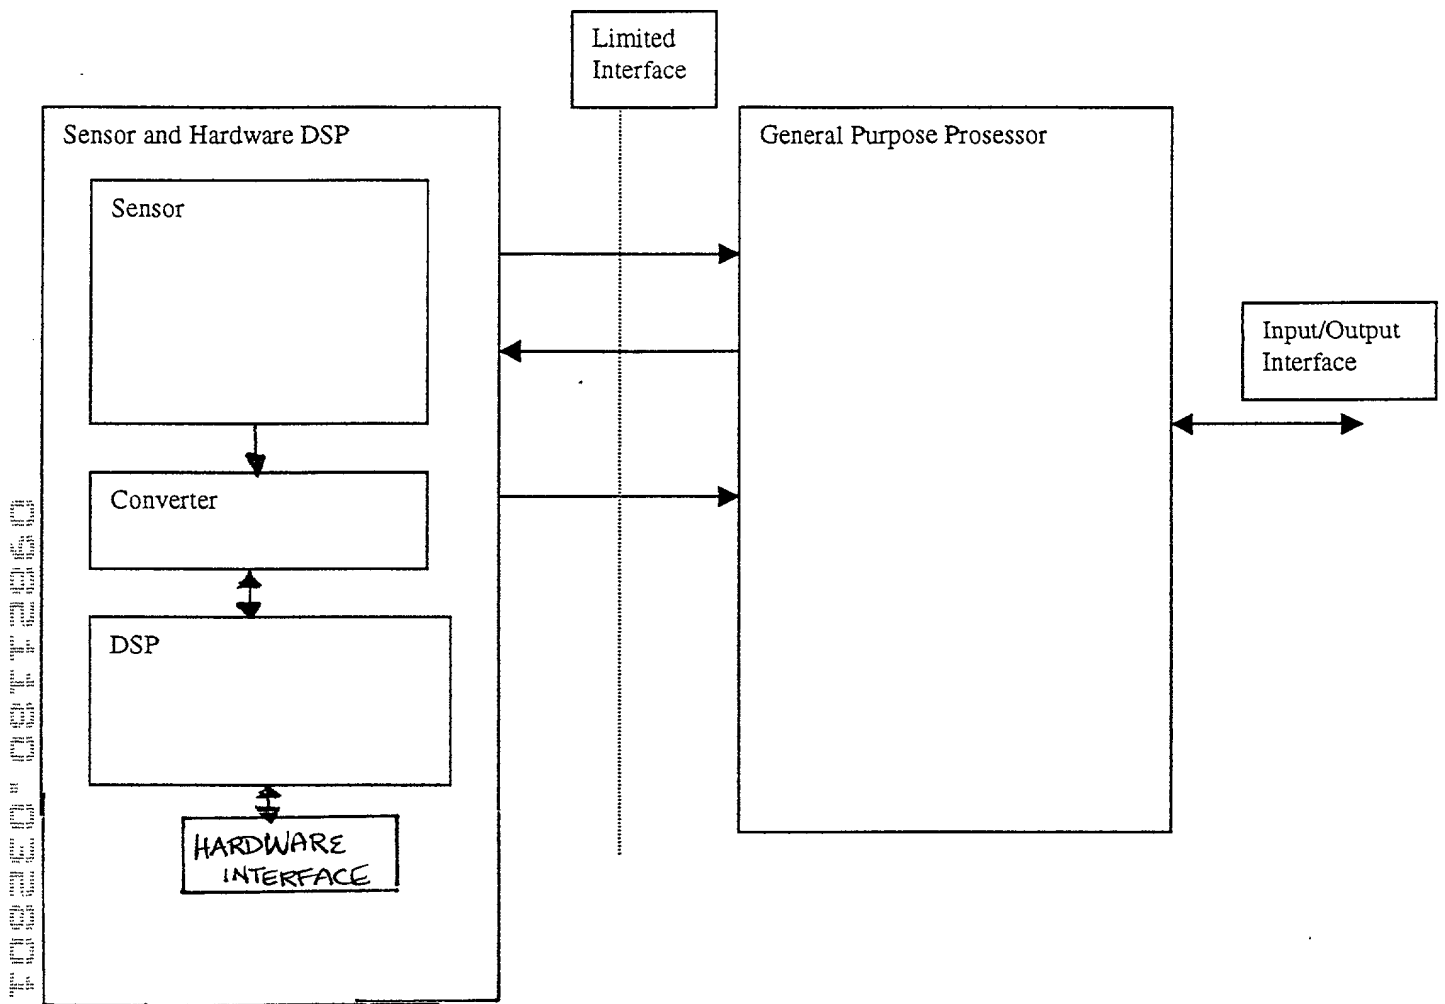 Limited
Interface
Sensor and Hardware DSP
General Purpose Prosessor
Sensor
Input/Output
Interface
Converter
DSP
HARDWARE
INTERFACE